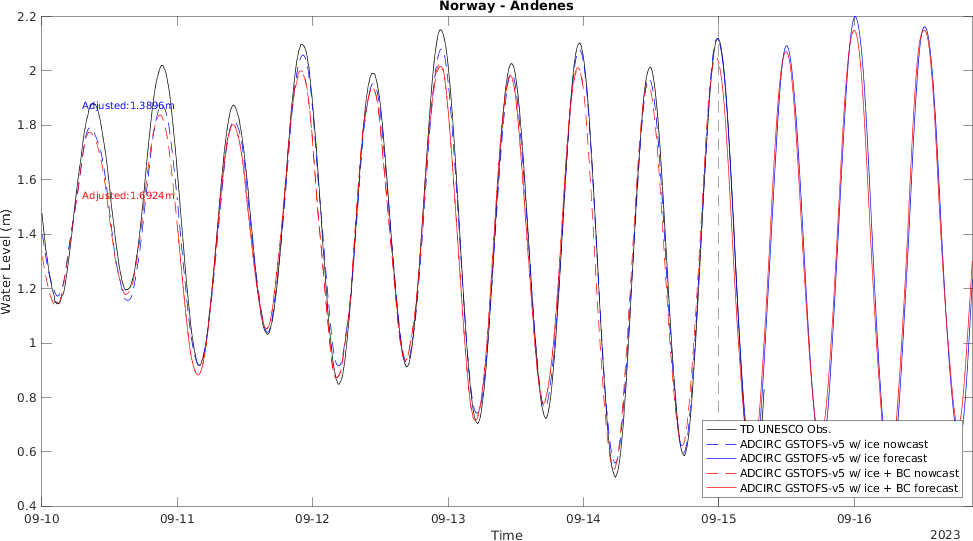 Norway - Andenes
2.2
2
1.8
1.6
1.4
1.2
1
0.8
0.6
0.4
Water Level (m)
Adjusted:1.3896m
Adjusted:1.6924m
TD UNESCO Obs.
ADCIRC GSTOFS-v5 w/ ice nowcast
ADCIRC GSTOFS-v5 w/ ice forecast
ADCIRC GSTOFS-v5 w/ ice + BC nowcast
ADCIRC GSTOFS-v5 w/ ice + BC forecast
09-10 09-11 09-12 09-13 09-14 09-15 09-16
Time
2023